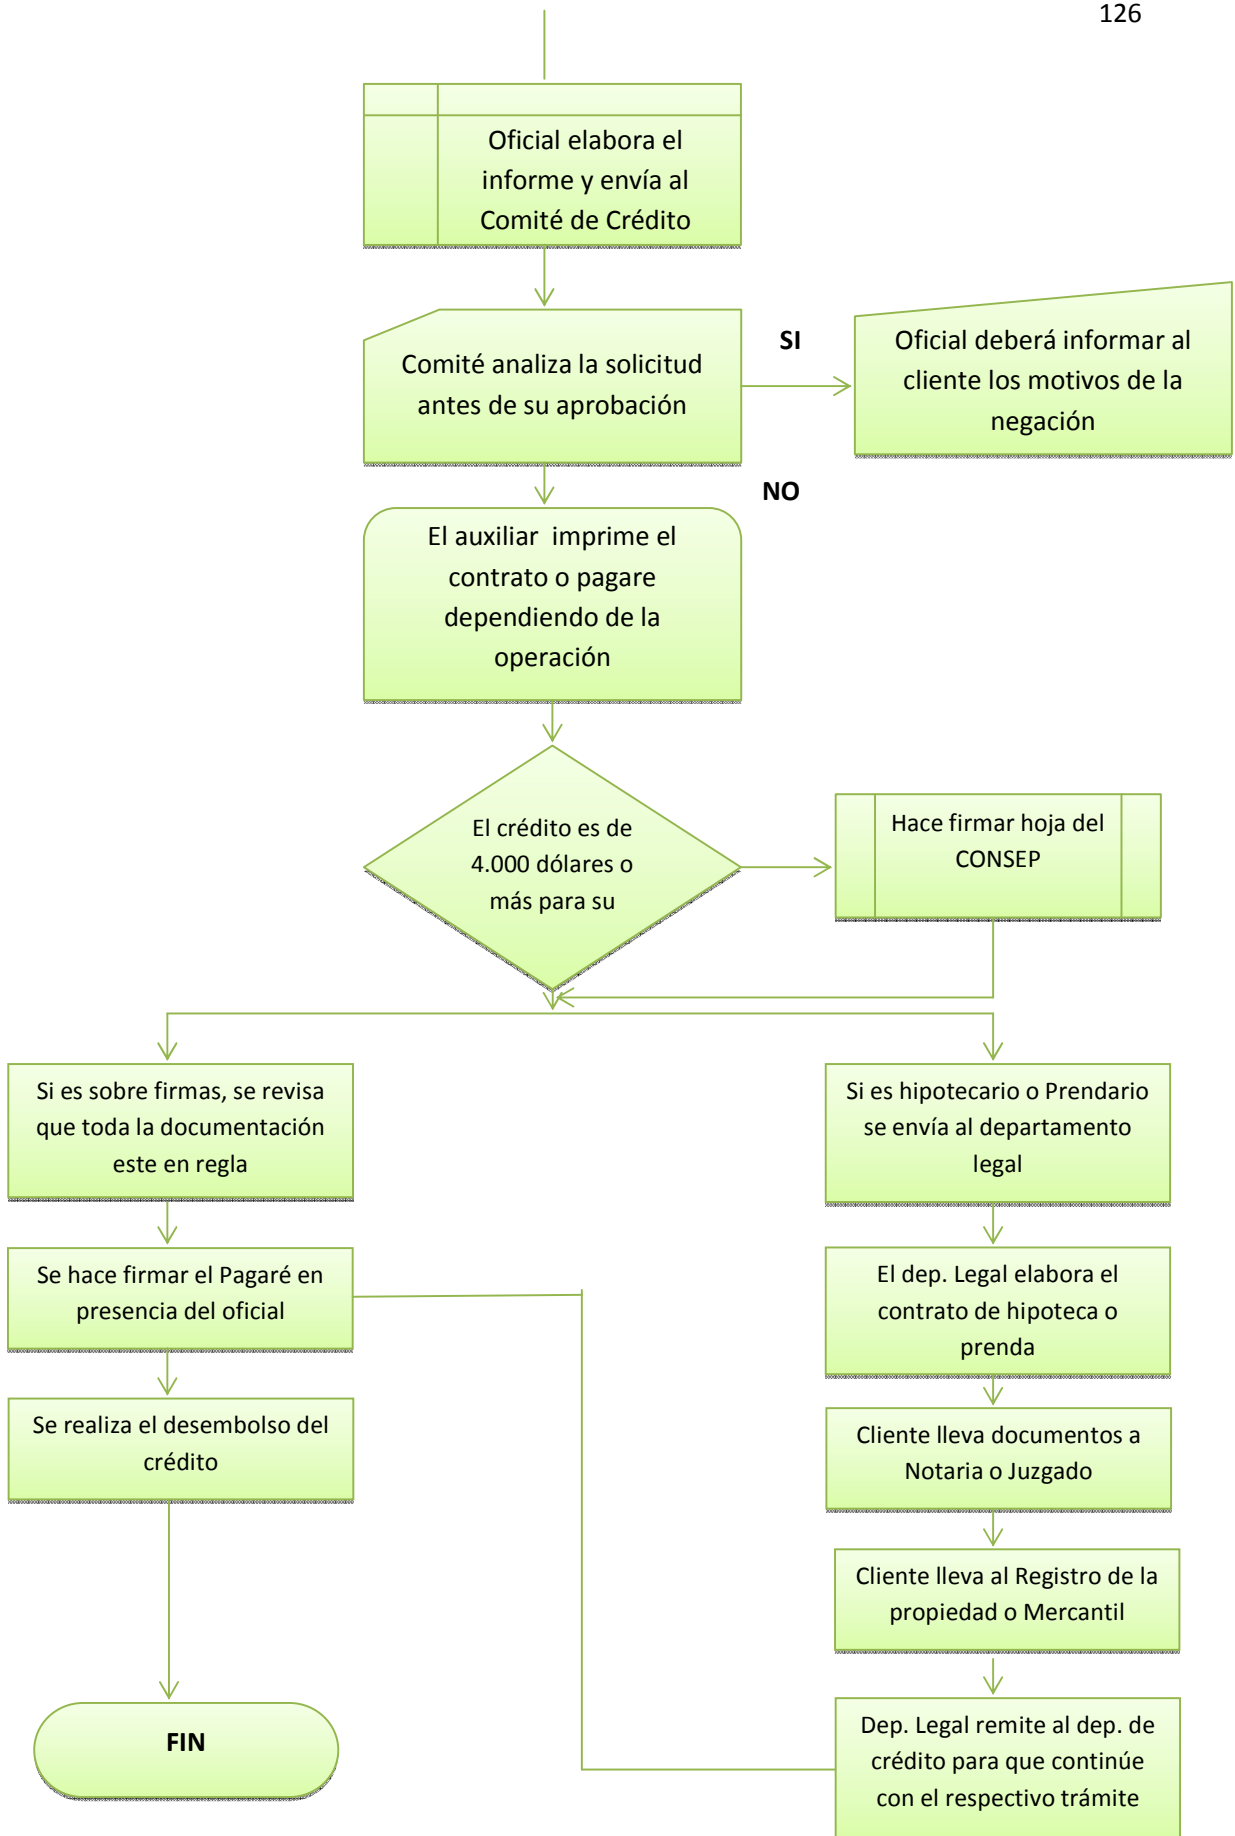 126
Oficial elabora el
informe y envía al
Comité de Crédito
Comité analiza la solicitud
antes de su aprobación
SI
Oficial deberá informar al
cliente los motivos de la
negación
NO
El auxiliar  imprime el
contrato o pagare
dependiendo de la
operación
El crédito es de
4.000 dólares o
más para su
Hace firmar hoja del
CONSEP
Si es sobre firmas, se revisa
que toda la documentación
este en regla
Si es hipotecario o Prendario
se envía al departamento
legal
Se hace firmar el Pagaré en
presencia del oficial
El dep. Legal elabora el
contrato de hipoteca o
prenda
Se realiza el desembolso del
crédito
Cliente lleva documentos a
Notaria o Juzgado
Cliente lleva al Registro de la
propiedad o Mercantil
FIN
Dep. Legal remite al dep. de
crédito para que continúe
con el respectivo trámite